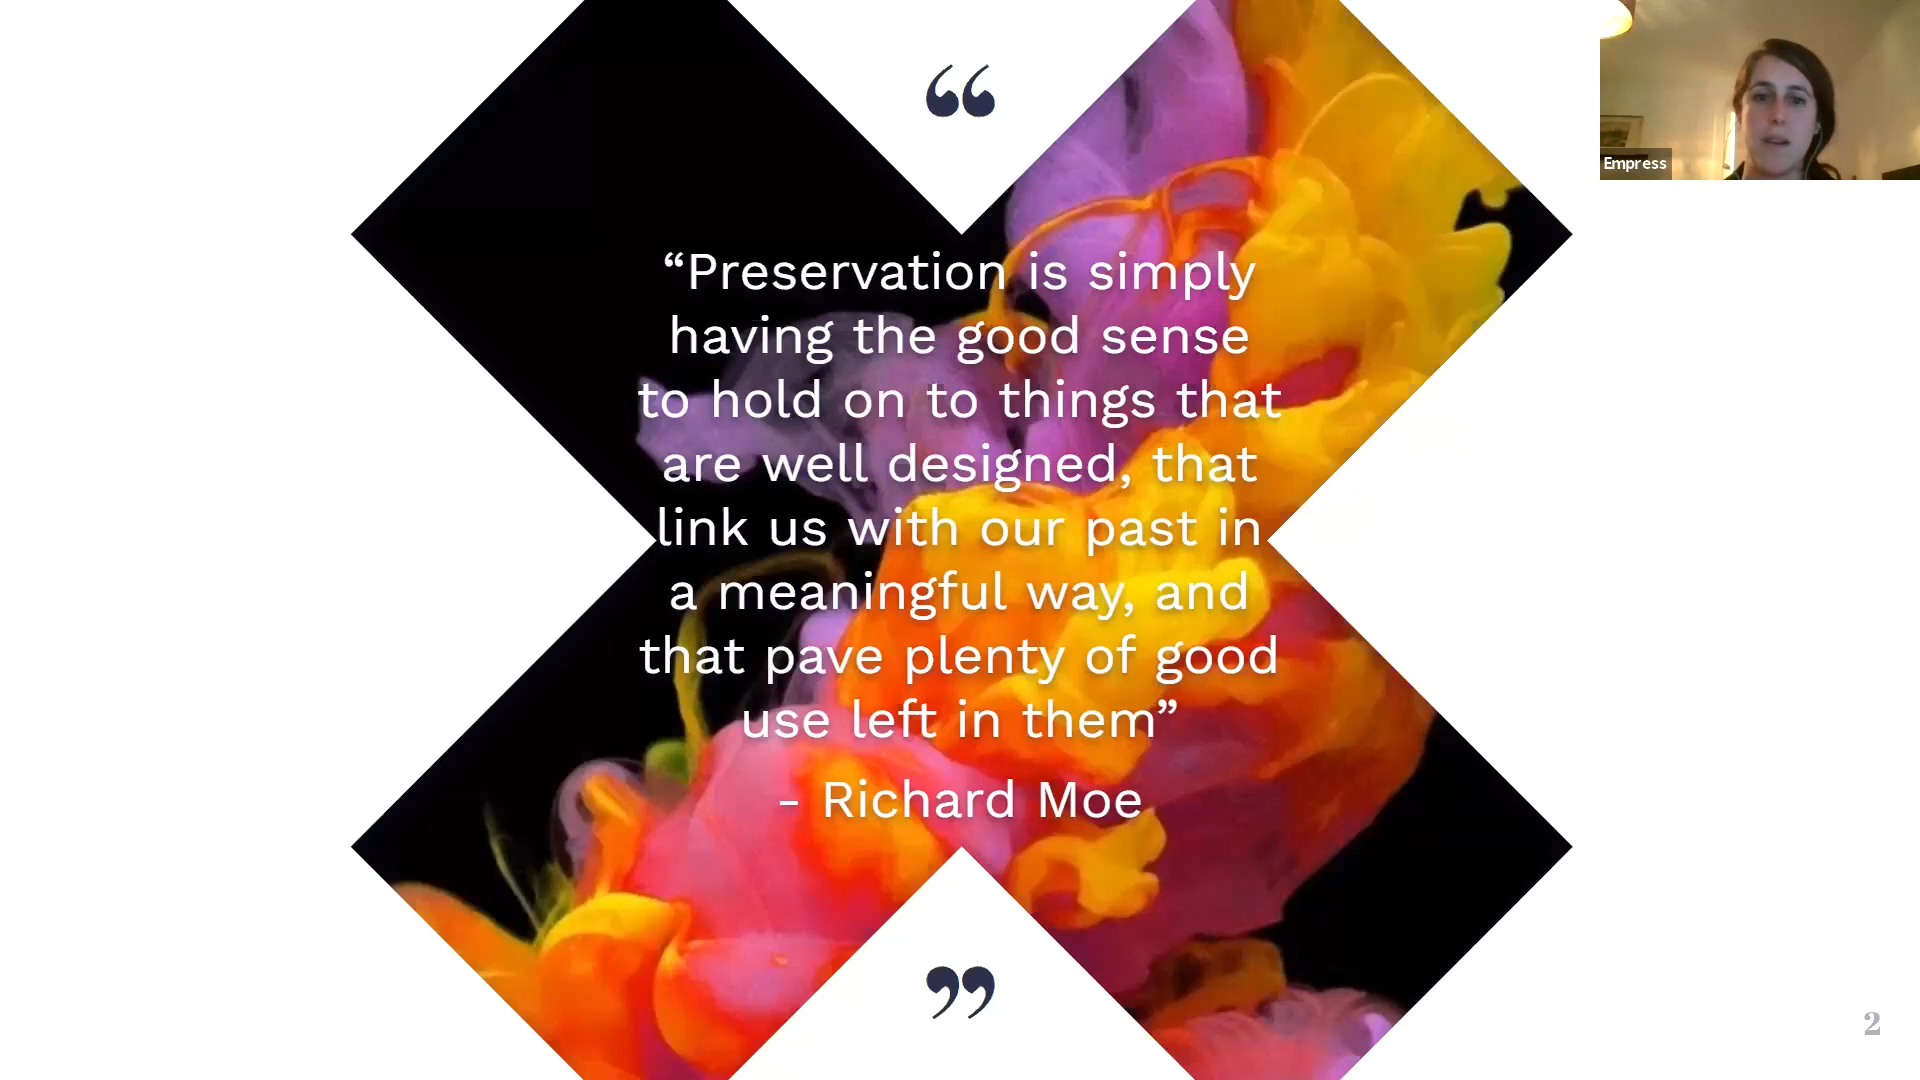 “
“Preservation is simply
having the good sense
to hold on to things that
are well designed, that
link us with our past in
a meaningful way, and
that pave plenty of good
use left in them”
- Richard Moe
”
Empress
2